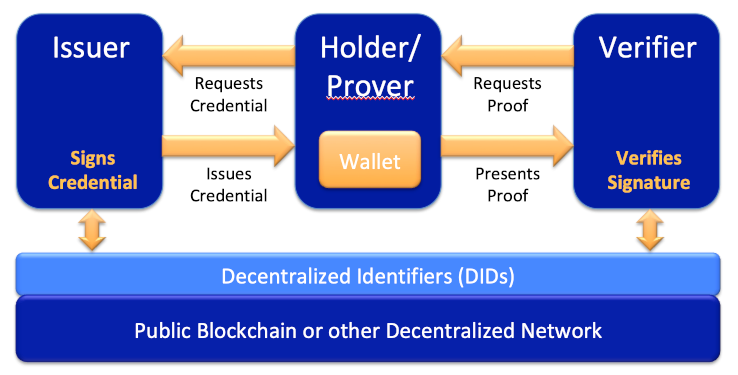 Issuer
Holder/
Prover
Verifier
Requests
Credential
Requests
Proof
Signs
Credential
Issues
Credential
Wallet
Presents
Proof
Verifies
Signature
Decentralized Identifiers (DIDs)
Public Blockchain or other Decentralized Network